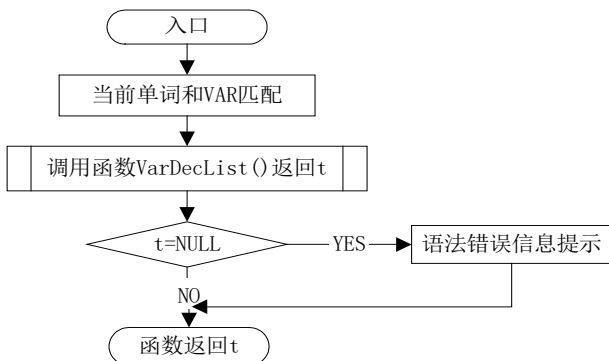 入口
当前单词和VAR匹配
调用函数VarDecList()返回t
t=NULL
YES
语法错误信息提示
NO
函数返回t